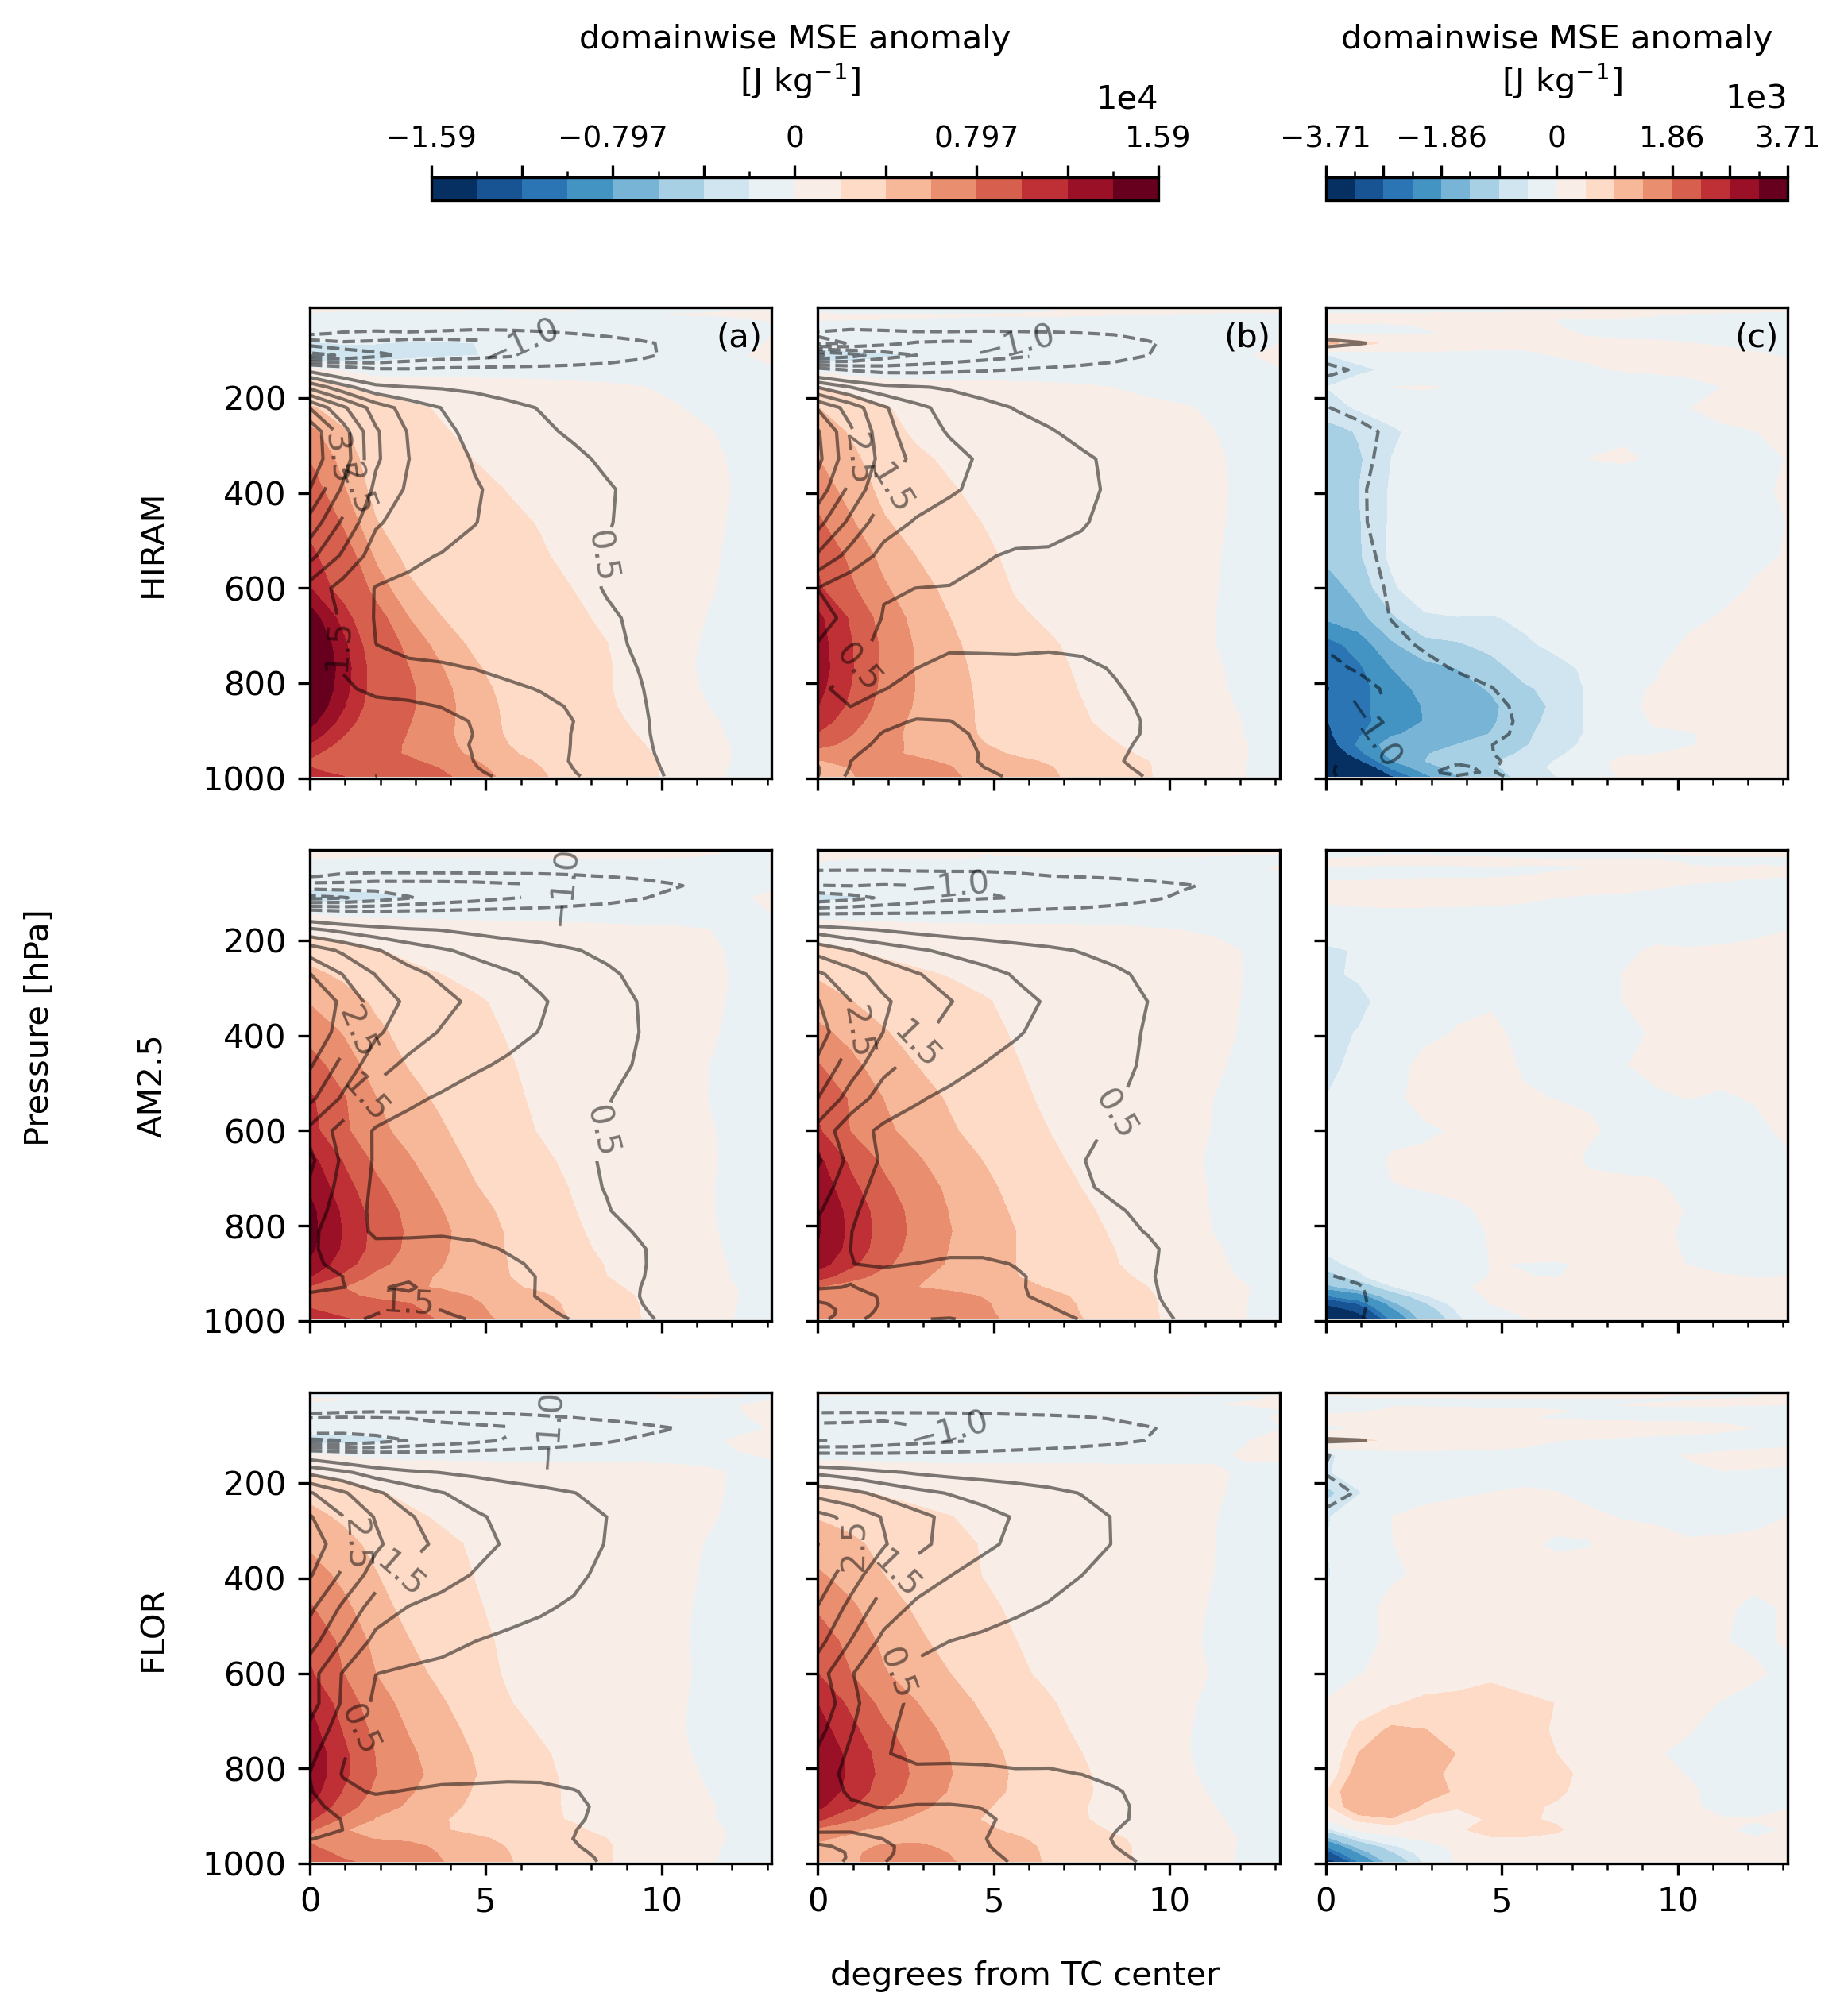 domainwise MSE anomaly
[J kg⁻¹]
1e4
−1.59 −0.797 0 0.797 1.59
domainwise MSE anomaly
[J kg⁻¹]
1e3
−3.71 −1.86 0 1.86 3.71
Pressure [hPa]
HIRAM
200
400
600
800
1000
(a)
−1.0
3.5
2.5
0.5
1.5
(b)
−1.0
2.5
1.5
0.5
(c)
−1.0
AM2.5
200
400
600
800
1000
−1.0
2.5
1.5
0.5
1.5
−1.0
2.5
1.5
0.5
FLOR
200
400
600
800
1000
−1.0
2.5
1.5
0.5
−1.0
2.5
1.5
0.5
0 5 10
0 5 10
0 5 10
degrees from TC center